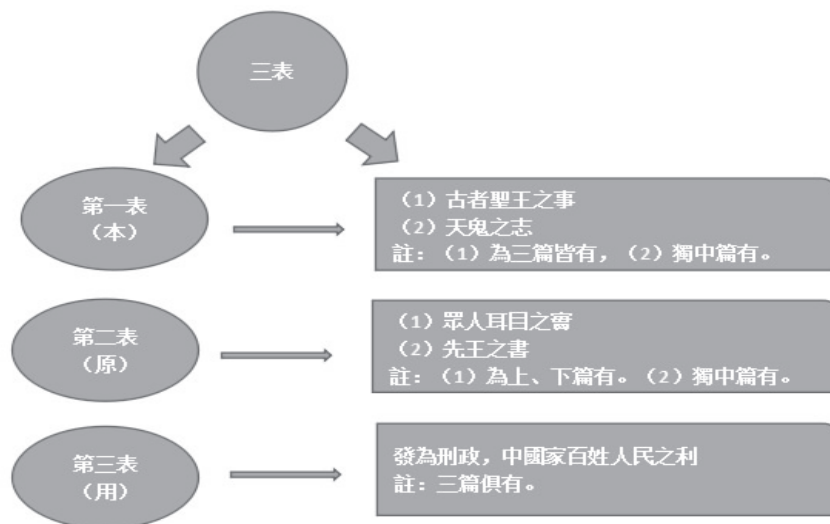 三表
第一表
（本）
（1）古者聖王之事
（2）天鬼之志
註：（1）為三篇皆有，（2）獨中篇有。
第二表
（原）
（1）眾人耳目之實
（2）先王之書
註：（1）為上、下篇有。（2）獨中篇有。
第三表
（用）
發為刑政，中國家百姓人民之利
註：三篇俱有。